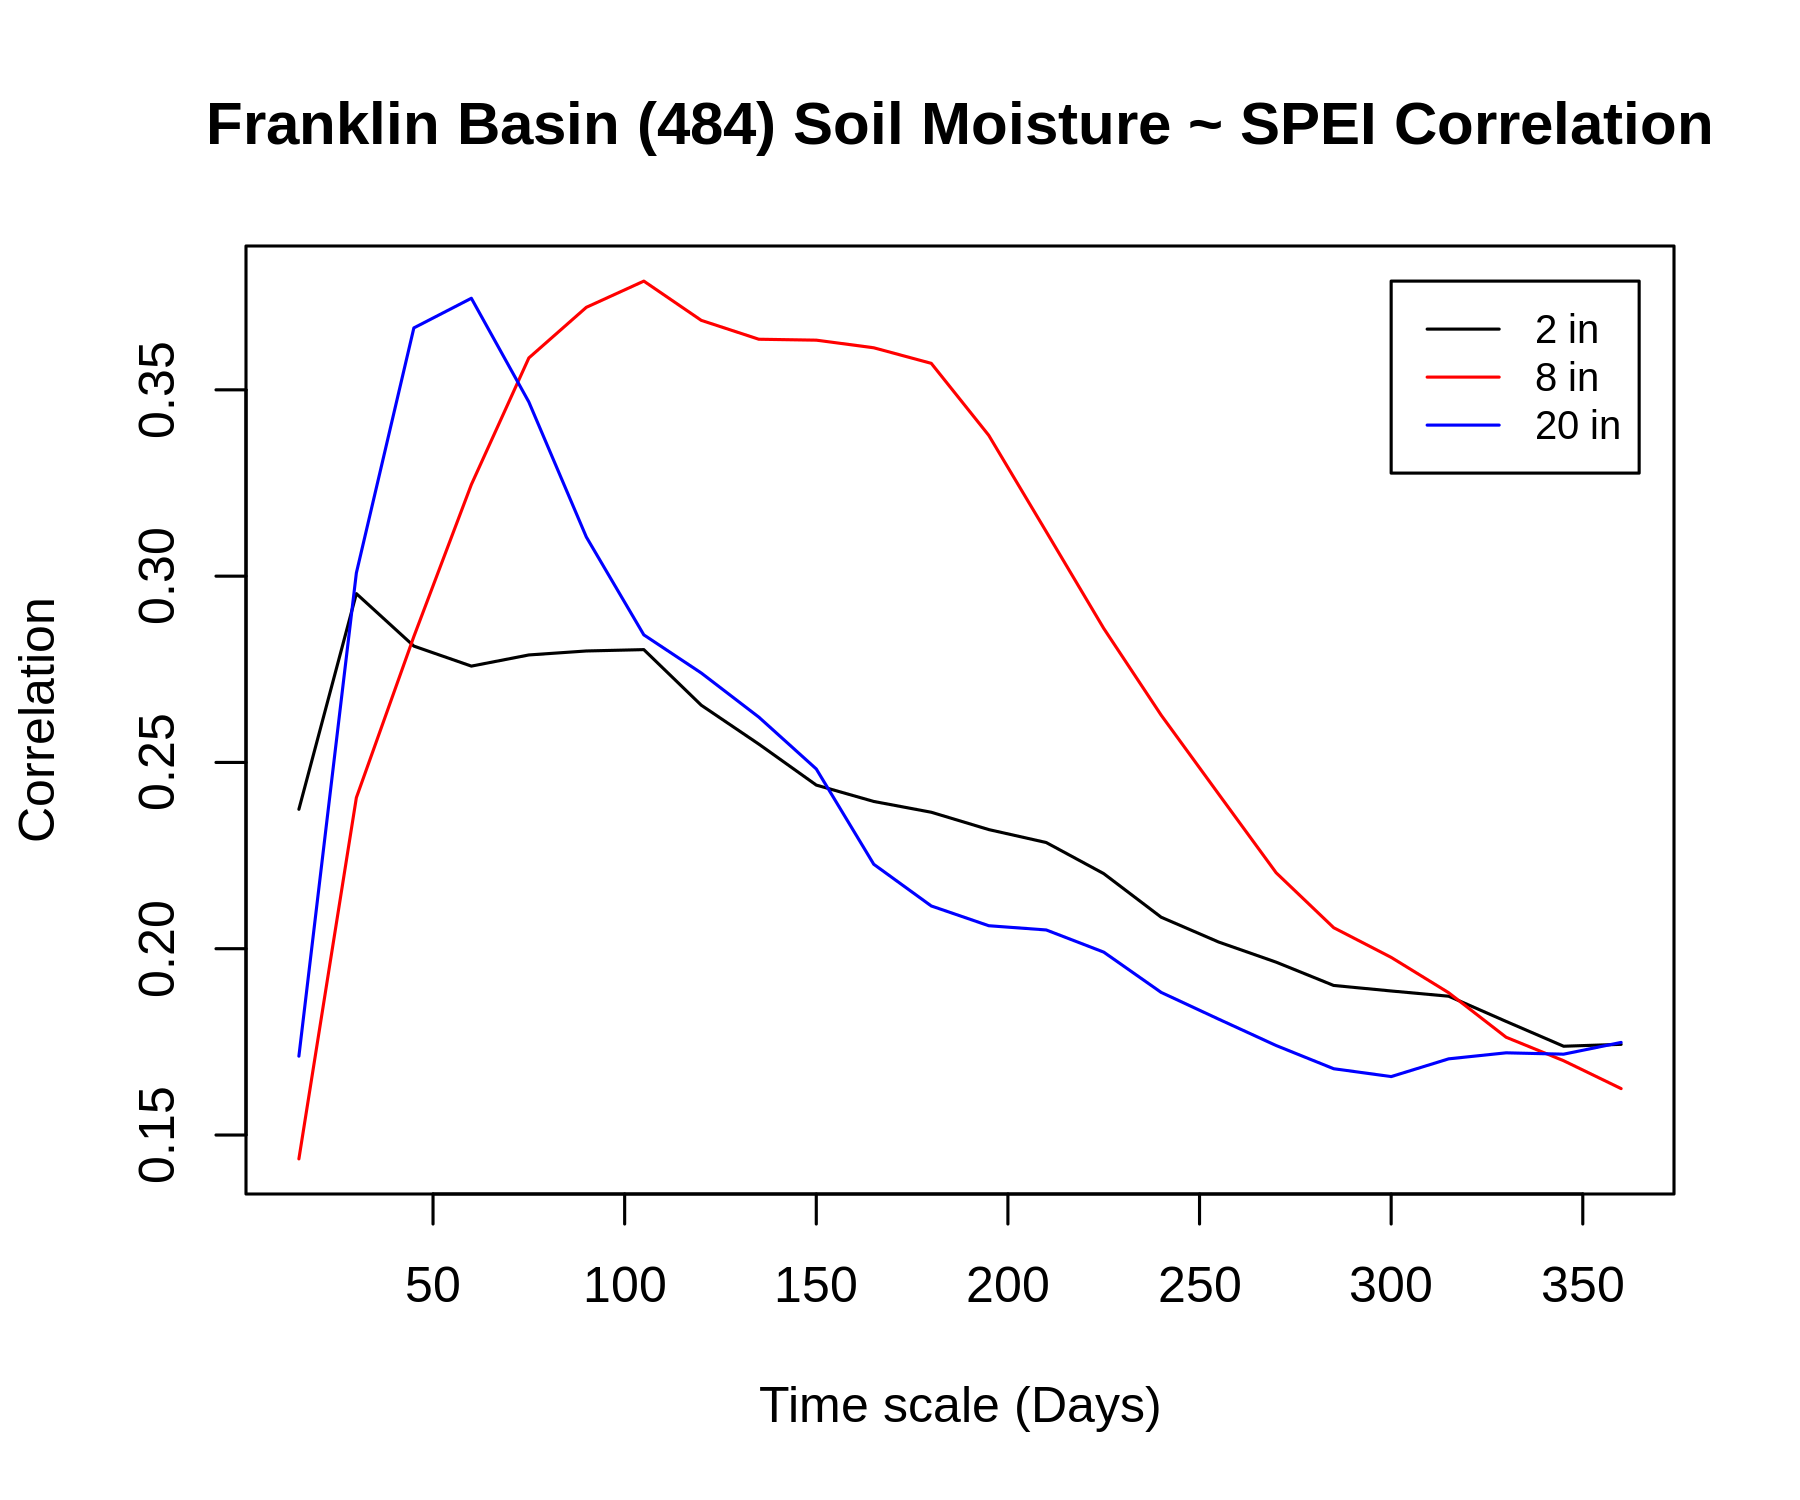 Franklin Basin (484) Soil Moisture ~ SPEI Correlation
2 in
8 in
20 in
Correlation
0.35
0.30
0.25
0.20
0.15
50 100 150 200 250 300 350
Time scale (Days)